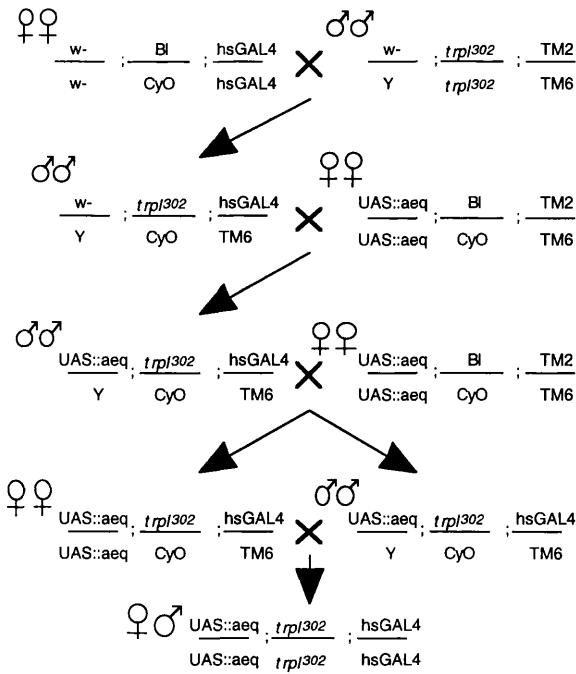 ♀♀ ♂♂
w- ; Bl ; hsGAL4 × w- ; trpl302 ; TM2
w- CyO hsGAL4 Y trpl302 TM6
♂♂ ♀♀
w- ; trpl302 ; hsGAL4 × UAS::aeq ; Bl ; TM2
Y CyO TM6 UAS::aeq CyO TM6
♂♂ ♀♀
UAS::aeq ; trpl302 ; hsGAL4 × UAS::aeq ; Bl ; TM2
Y CyO TM6 UAS::aeq CyO TM6
♀♀ ♂♂
UAS::aeq ; trpl302 ; hsGAL4 × UAS::aeq ; trpl302 ; hsGAL4
UAS::aeq CyO TM6 Y CyO TM6
♀♂ UAS::aeq ; trpl302 ; hsGAL4
UAS::aeq trpl302 hsGAL4